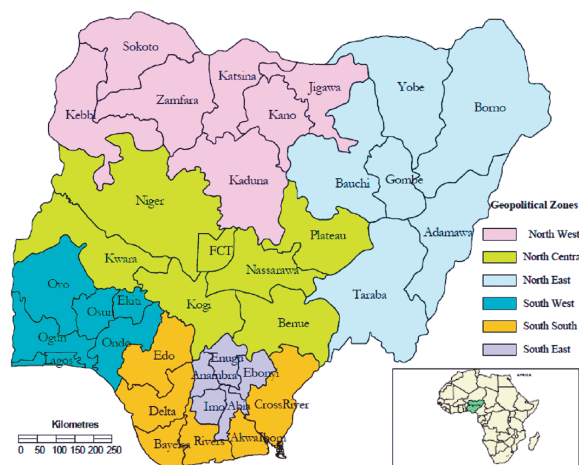 Sokoto
Katsina
Jigawa
Yobe
Borno
Zamfara
Kebb
Kano
Kaduna
Bauchi
Gombe
Adamawa
Niger
FCT
Plateau
Kwara
Nassarawa
Taraba
Oyo
Osun
Ekiti
Kogi
Benue
Ogun
Ondo
Lagos
Edo
Enugu
Anambra
Ebonyi
Imo
Abia
CrossRiver
Delta
Bayelsa
Rivers
AkwaIbom
Geopolitical Zones
North West
North Centra
North East
South West
South South
South East
Kilometres
0 50 100 150 200 250
AFRICA